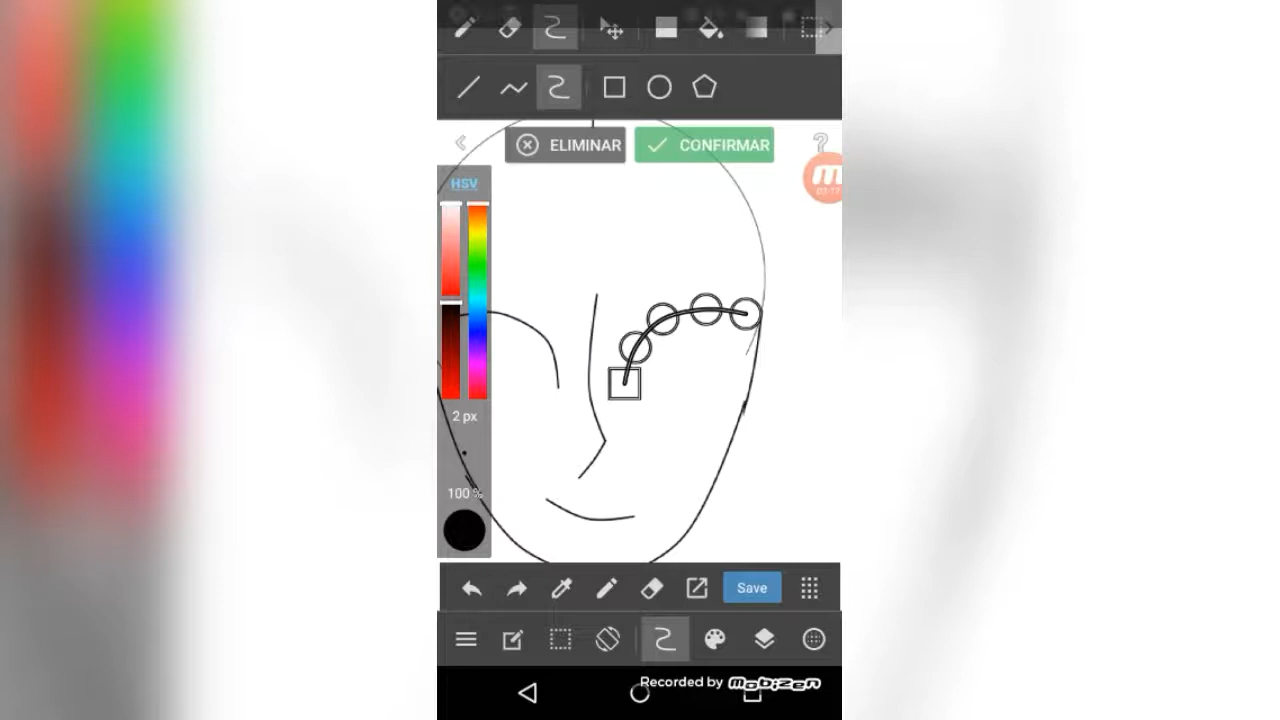 ELIMINAR
CONFIRMAR
HSV
2 px
100 %
Save
Recorded by mobizen